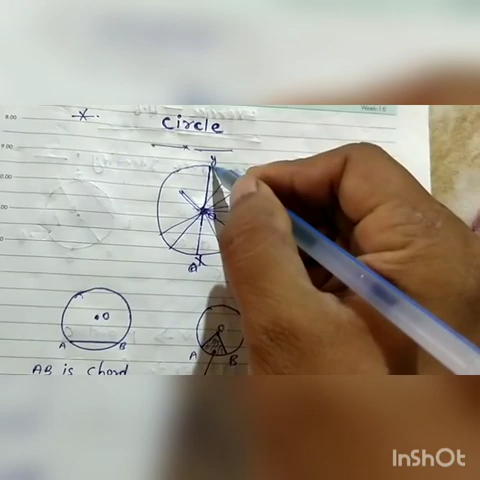 Week 16
8.00
Circle
9.00
y
A
O
O
A B
A B
AB is chord
InShOt